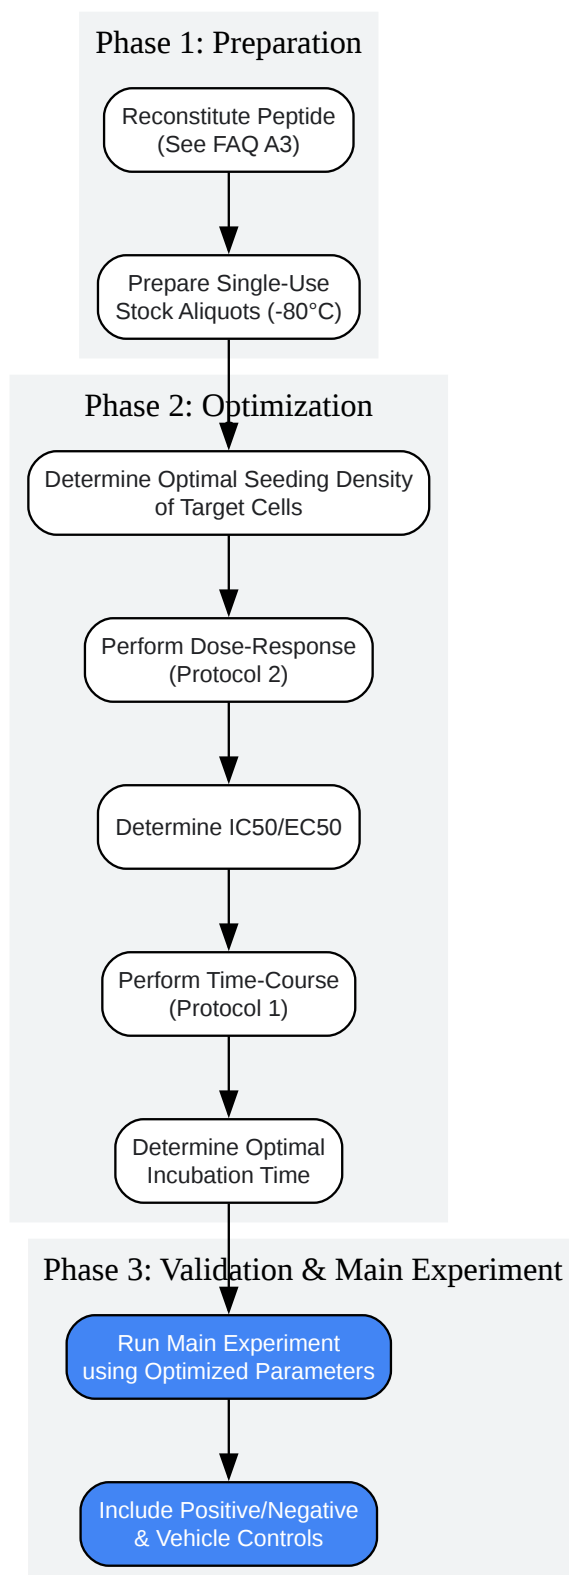 Phase 1: Preparation
Reconstitute Peptide
(See FAQ A3)
Prepare Single-Use
Stock Aliquots (-80°C)
Phase 2: Optimization
Determine Optimal Seeding Density
of Target Cells
Perform Dose-Response
(Protocol 2)
Determine IC50/EC50
Perform Time-Course
(Protocol 1)
Determine Optimal
Incubation Time
Phase 3: Validation & Main Experiment
Run Main Experiment
using Optimized Parameters
Include Positive/Negative
& Vehicle Controls